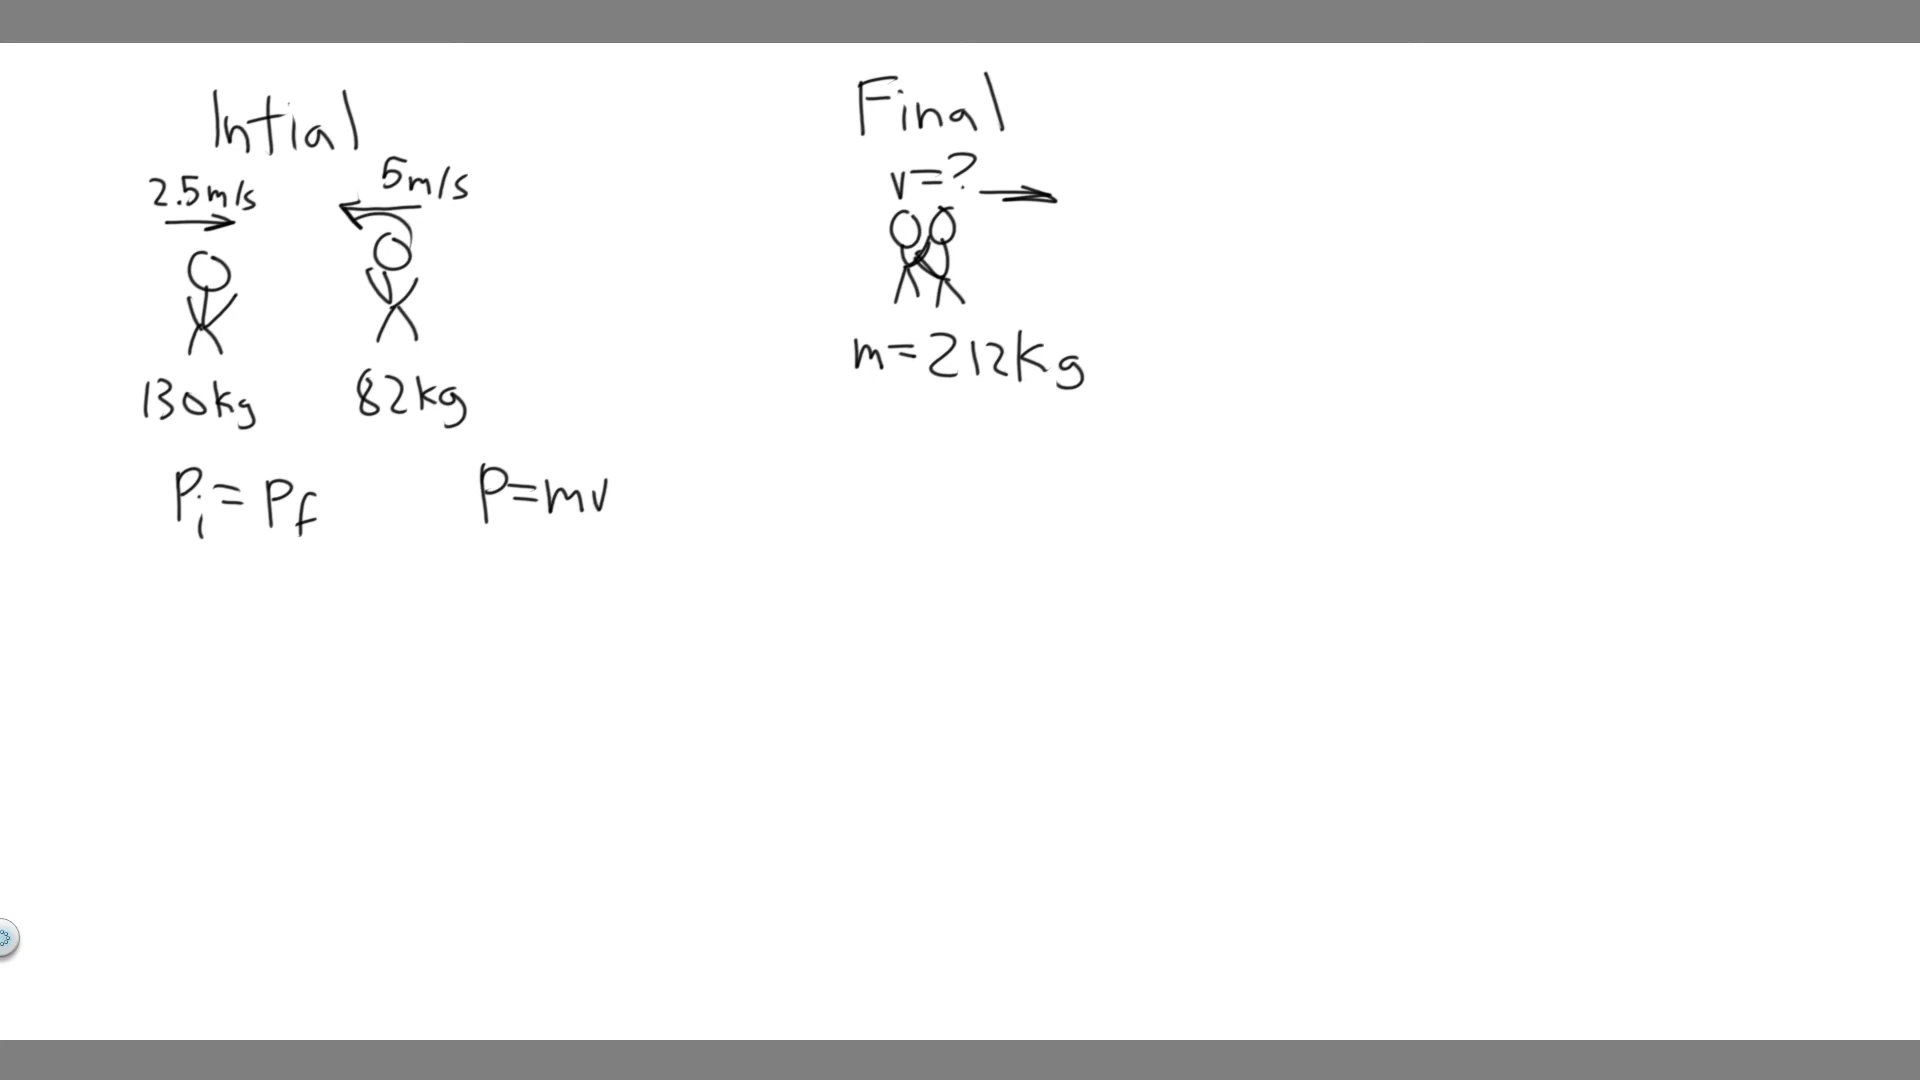 Intial
2.5m/s
5m/s
130kg
82kg
Pi = Pf
P=mv
Final
v=?
m=212kg